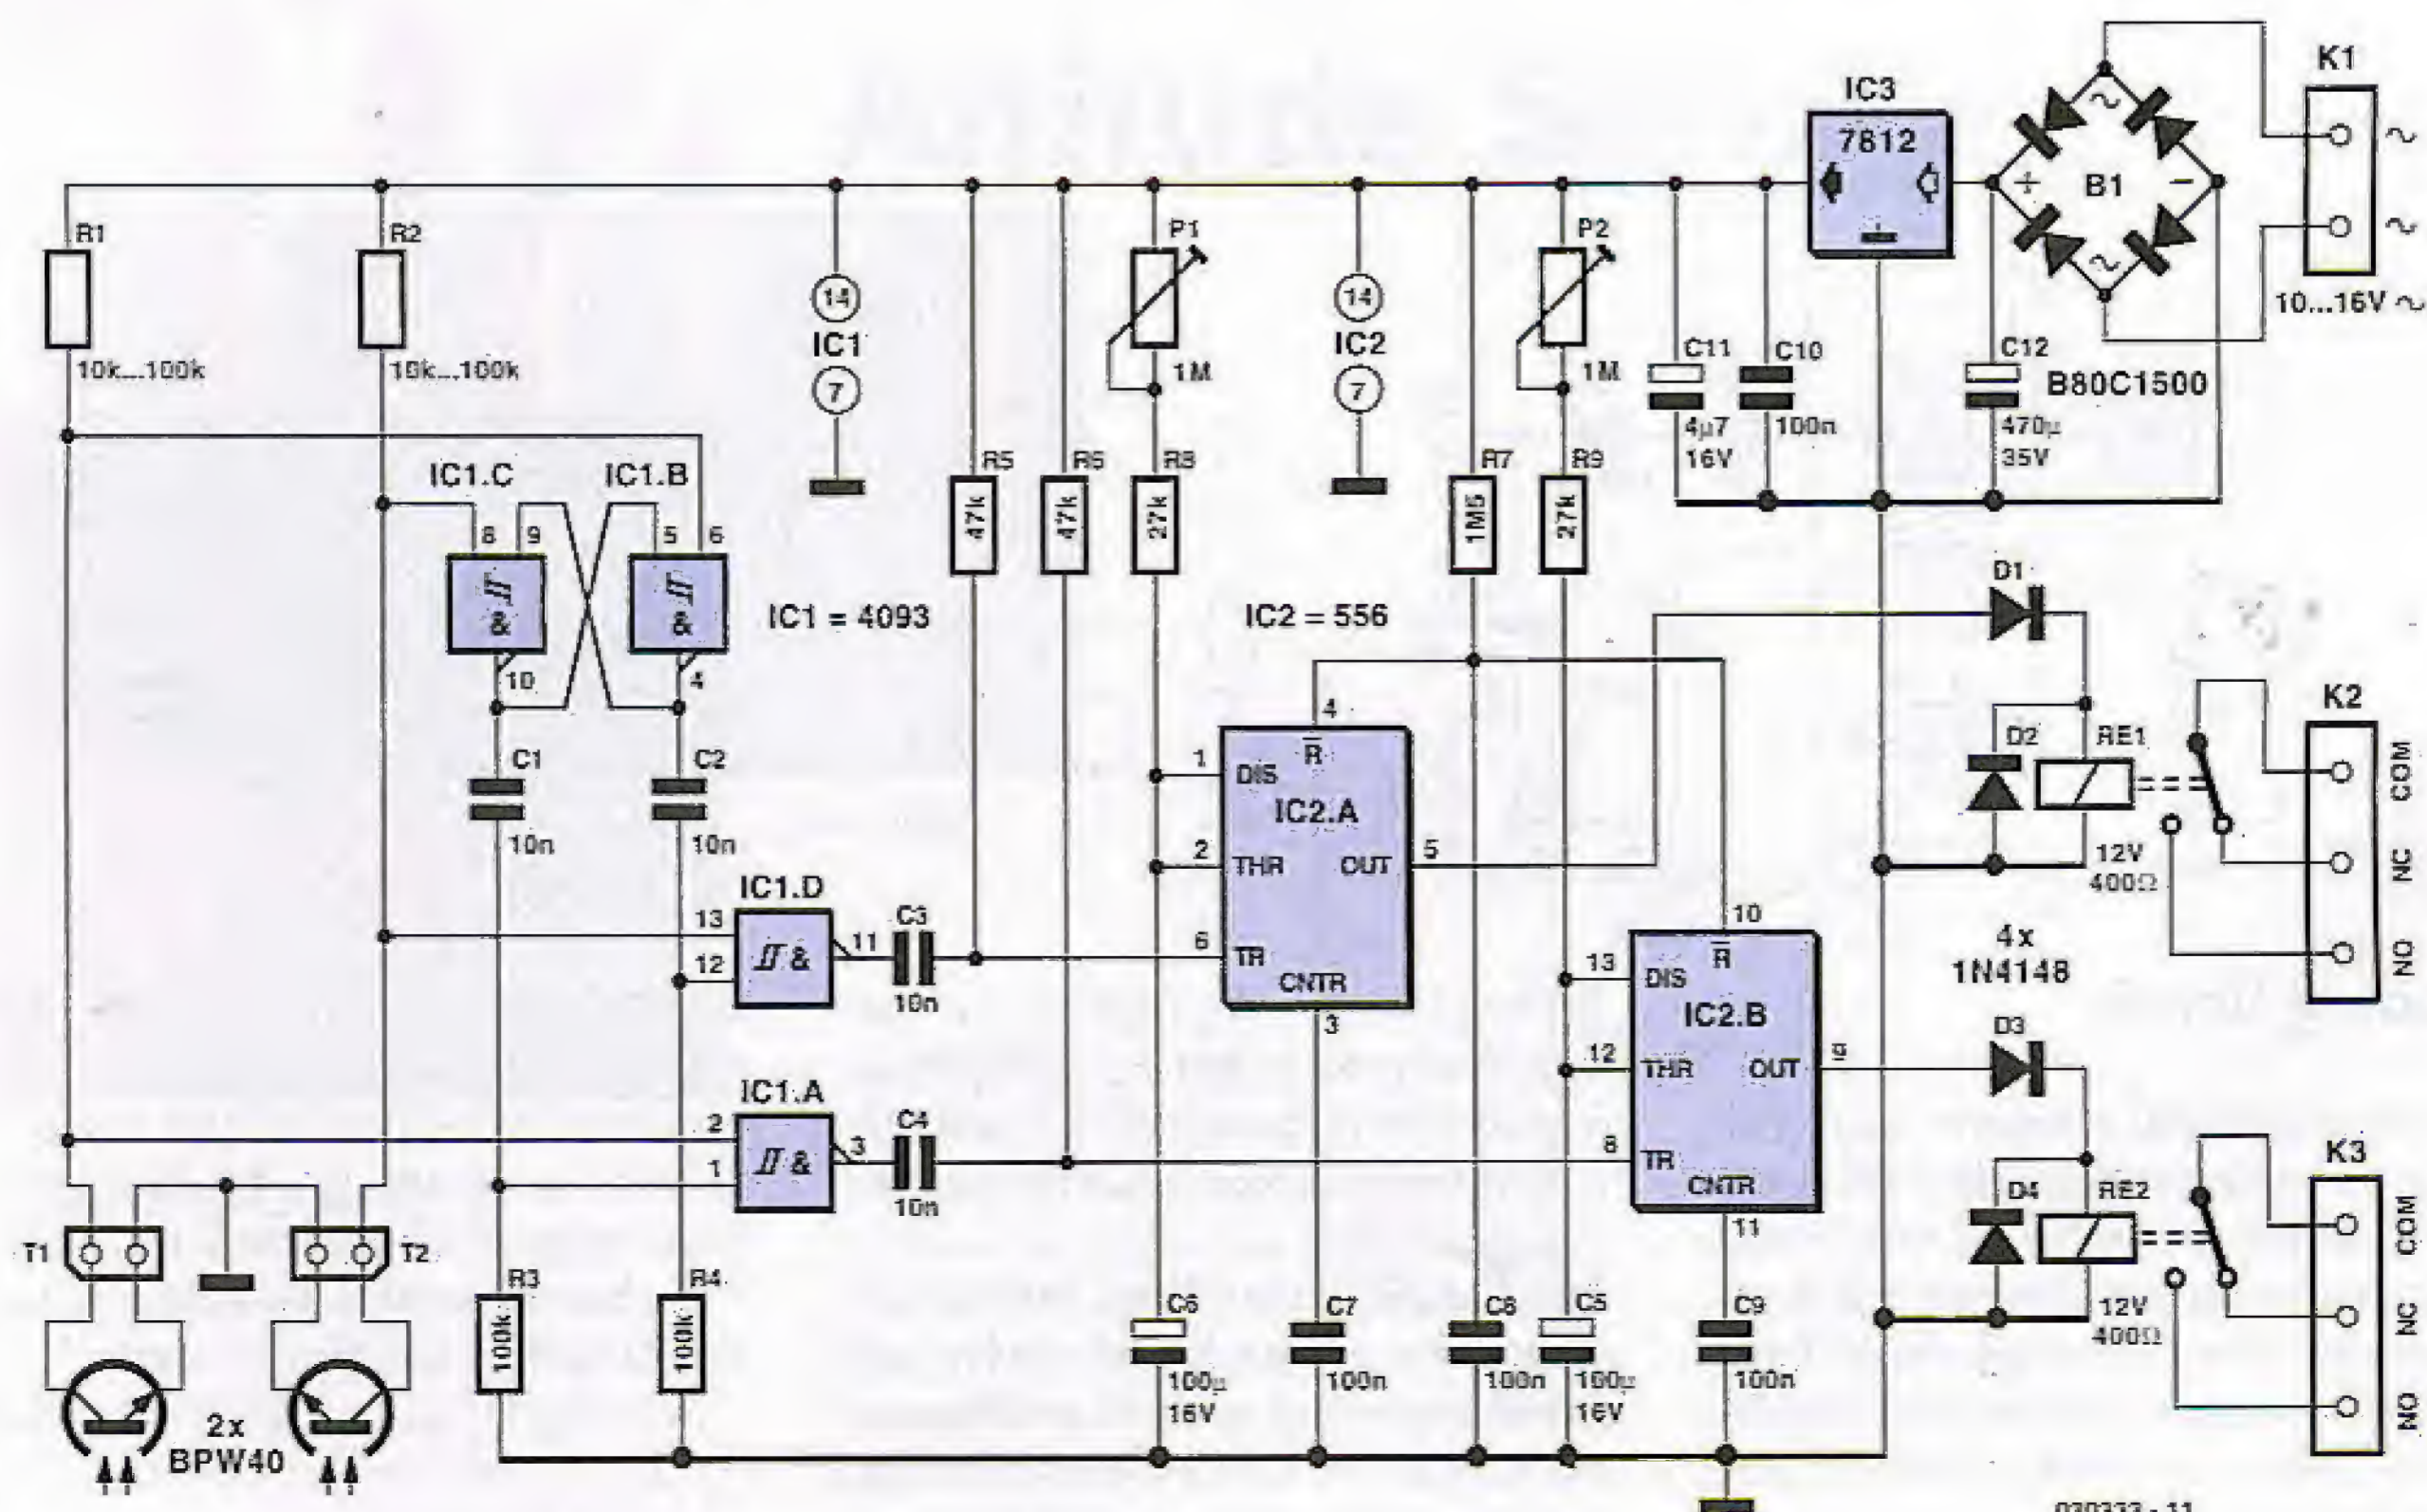 K1
IC3
7812
~
~
+
B1
−
~
~
10...16V ~
B80C1500
R1
10k...100k
R2
10k...100k
14
IC1
7
P1
1M
14
IC2
7
P2
1M
C11
4µ7
16V
C10
100n
C12
470µ
35V
IC1.C
IC1.B
8
9
5
6
&
&
10
4
R5
47k
R6
47k
R8
27k
R7
1M5
R9
27k
IC1 = 4093
IC2 = 556
D1
C1
10n
C2
10n
4
R
1
DIS
IC2.A
2
THR
OUT
5
6
TR
CNTR
3
D2
RE1
12V
400Ω
K2
COM
NC
NO
IC1.D
13
12
&
11
C3
10n
10
R
13
DIS
IC2.B
12
THR
OUT
9
8
TR
CNTR
11
4x
1N4148
D3
IC1.A
2
1
&
3
C4
10n
D4
RE2
12V
400Ω
K3
COM
NC
NO
T1
T2
2x
BPW40
R3
100k
R4
100k
C6
100µ
16V
C7
100n
C8
100n
C5
100µ
16V
C9
100n